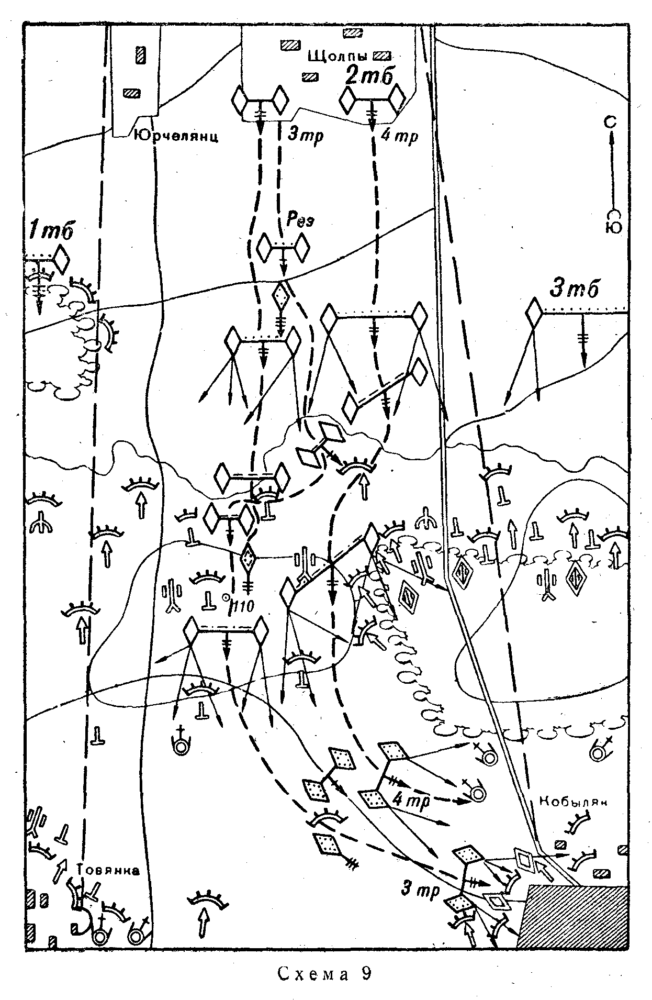 Щолпы
2тб
3тр
4тр
Юрчелянц
С
Ю
1тб
Рез
3тб
110
Кобылян
4тр
Товянка
3тр
Схема 9